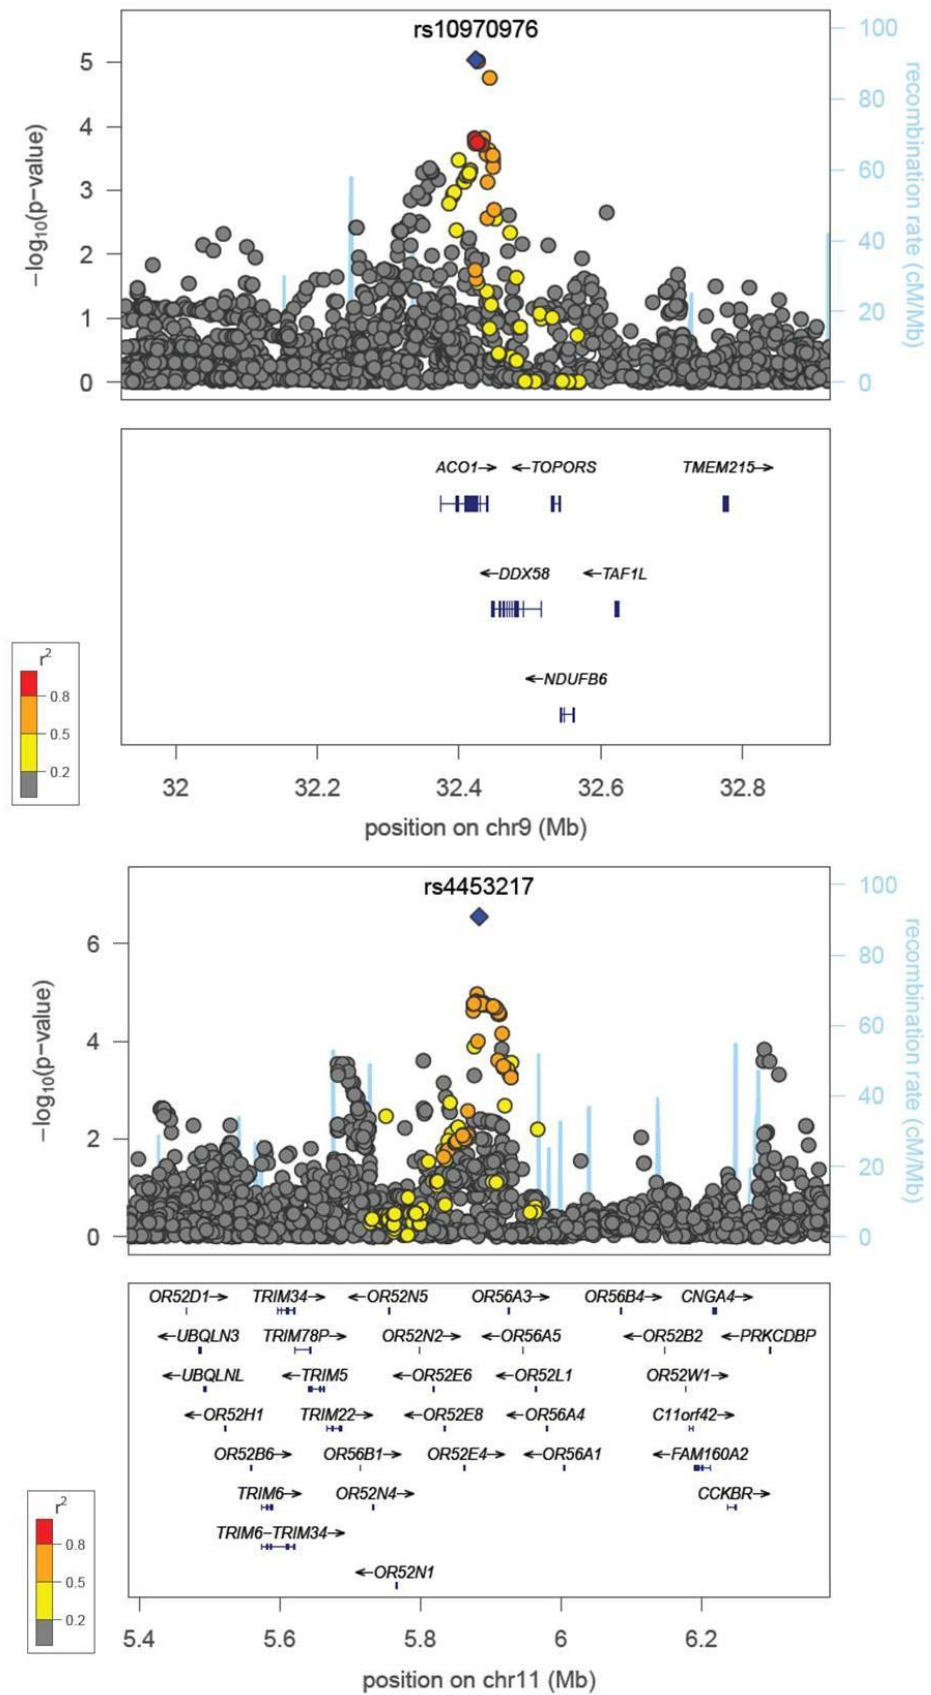 rs10970976
−log10(p−value)
5
4
3
2
1
0
100
80
60
40
20
0
recombination rate (cM/Mb)
ACO1→ ←TOPORS TMEM215→
←DDX58 ←TAF1L
←NDUFB6
r2
0.8
0.5
0.2
32 32.2 32.4 32.6 32.8
position on chr9 (Mb)
rs4453217
−log10(p−value)
6
4
2
0
100
80
60
40
20
0
recombination rate (cM/Mb)
OR52D1→ TRIM34→ ←OR52N5 OR56A3→ OR56B4→ CNGA4→
←UBQLN3 TRIM78P→ OR52N2→ ←OR56A5 ←OR52B2 ←PRKCDBP
←UBQLNL ←TRIM5 ←OR52E6 ←OR52L1 OR52W1→
←OR52H1 TRIM22→ ←OR52E8 ←OR56A4 C11orf42→
OR52B6→ OR56B1→ OR52E4→ ←OR56A1 ←FAM160A2
TRIM6→ OR52N4→ CCKBR→
TRIM6−TRIM34→
←OR52N1
r2
0.8
0.5
0.2
5.4 5.6 5.8 6 6.2
position on chr11 (Mb)